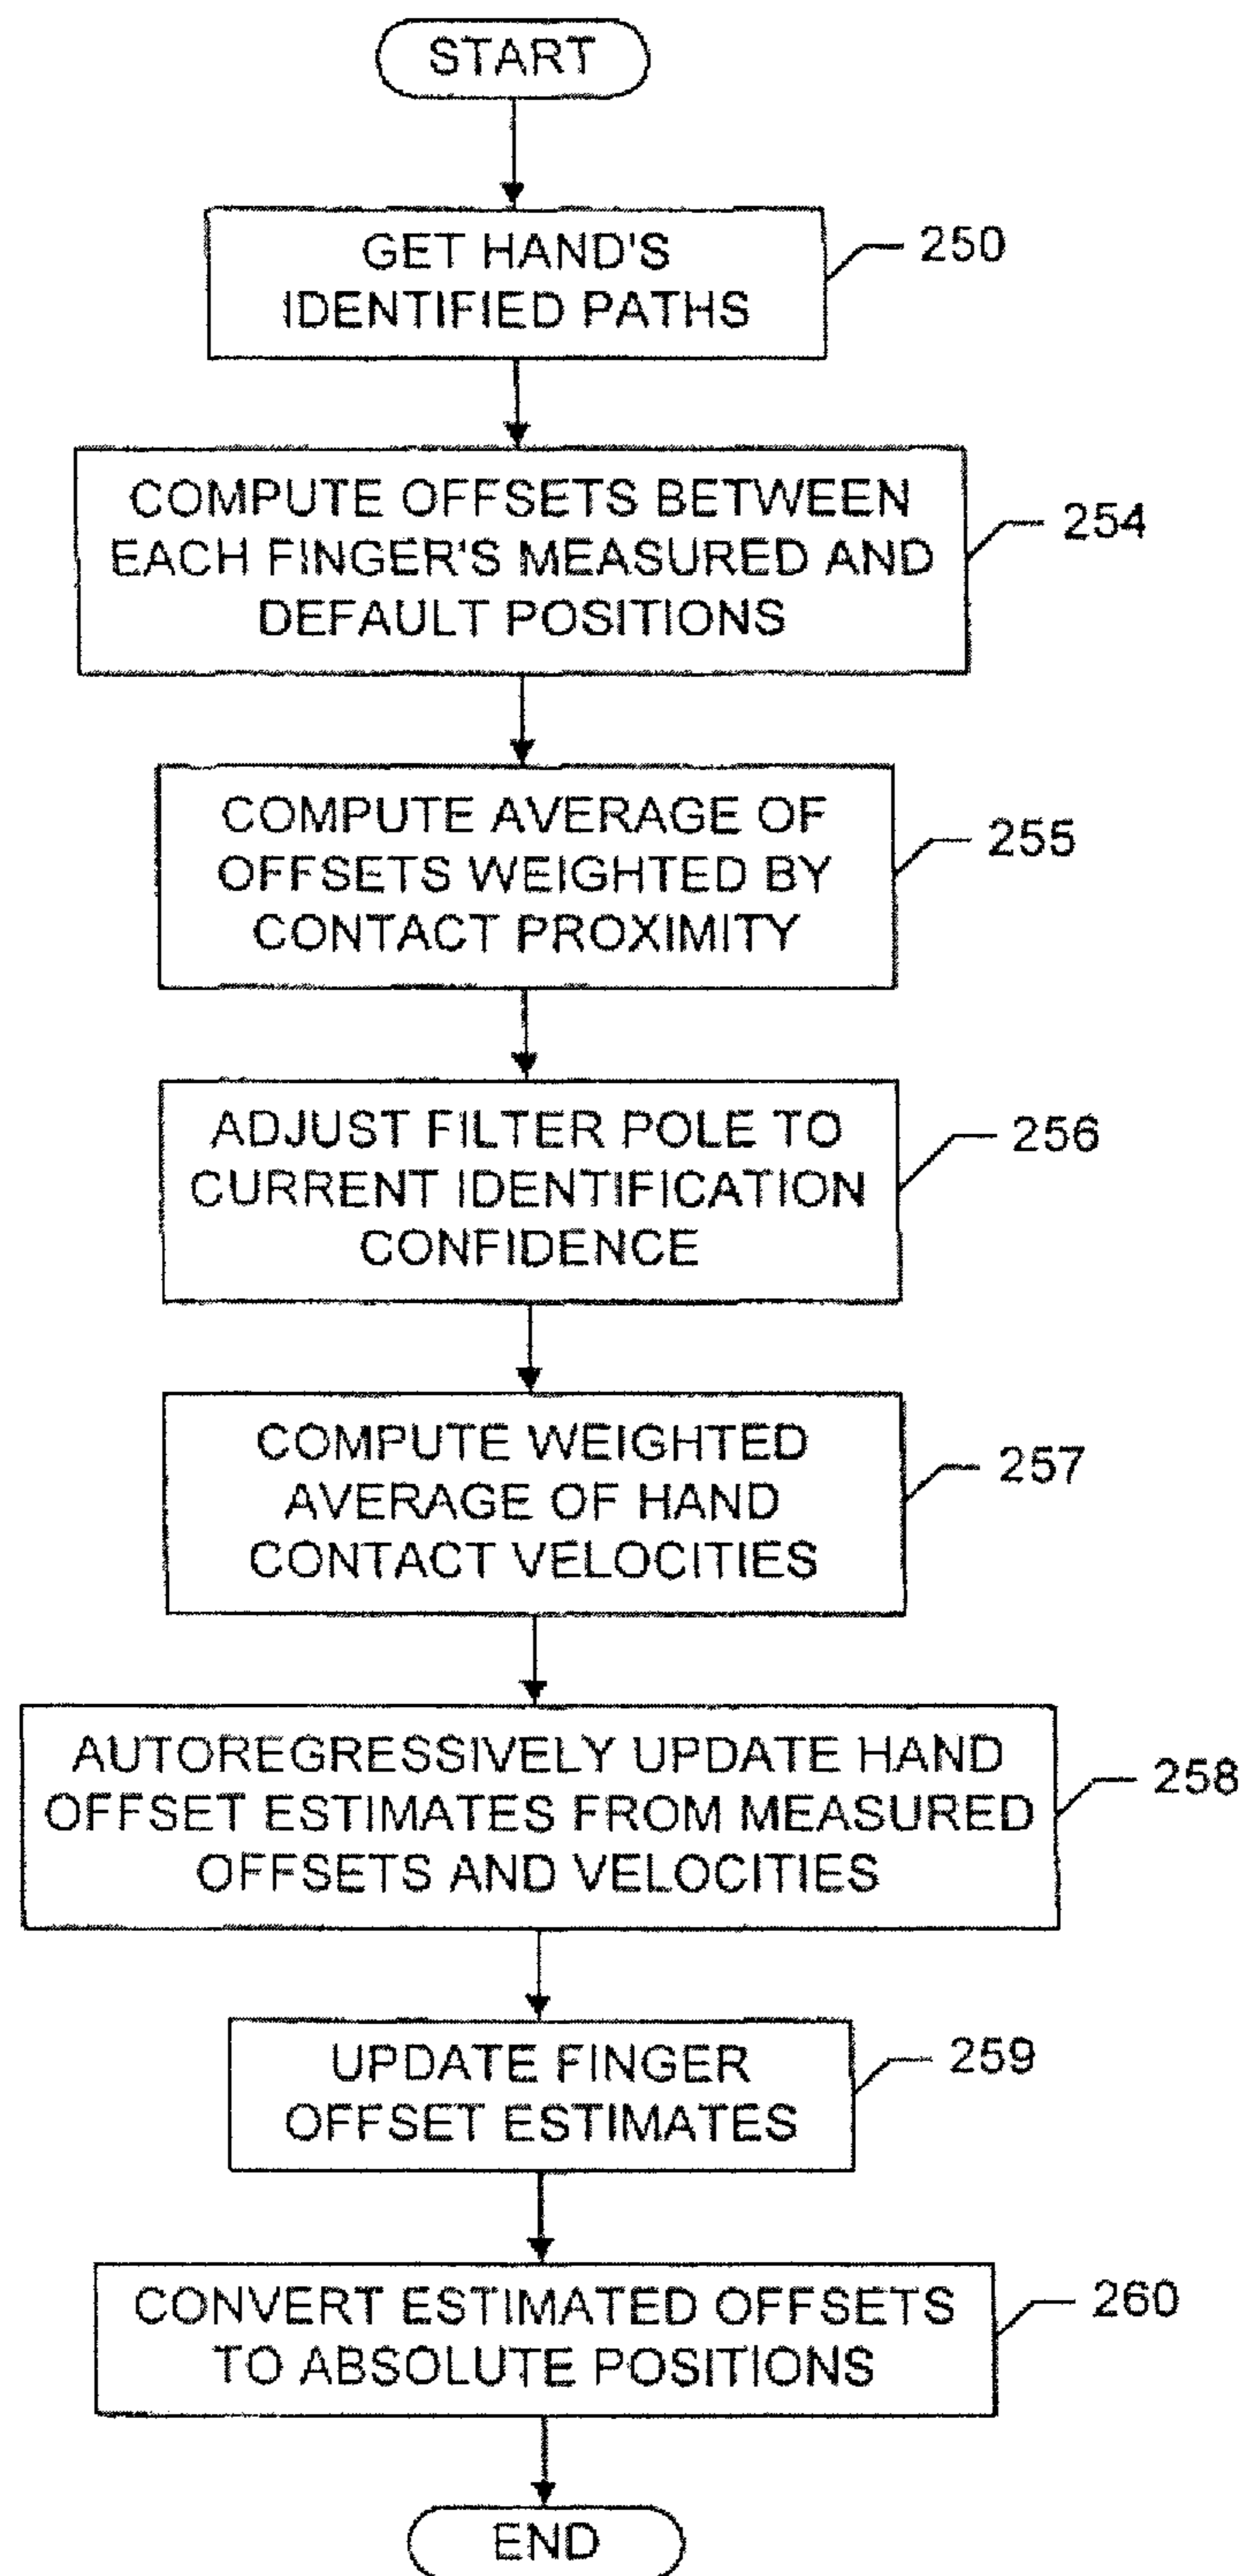 START
GET HAND'S
IDENTIFIED PATHS
250
COMPUTE OFFSETS BETWEEN
EACH FINGER'S MEASURED AND
DEFAULT POSITIONS
254
COMPUTE AVERAGE OF
OFFSETS WEIGHTED BY
CONTACT PROXIMITY
255
ADJUST FILTER POLE TO
CURRENT IDENTIFICATION
CONFIDENCE
256
COMPUTE WEIGHTED
AVERAGE OF HAND
CONTACT VELOCITIES
257
AUTOREGRESSIVELY UPDATE HAND
OFFSET ESTIMATES FROM MEASURED
OFFSETS AND VELOCITIES
258
UPDATE FINGER
OFFSET ESTIMATES
259
CONVERT ESTIMATED OFFSETS
TO ABSOLUTE POSITIONS
260
END